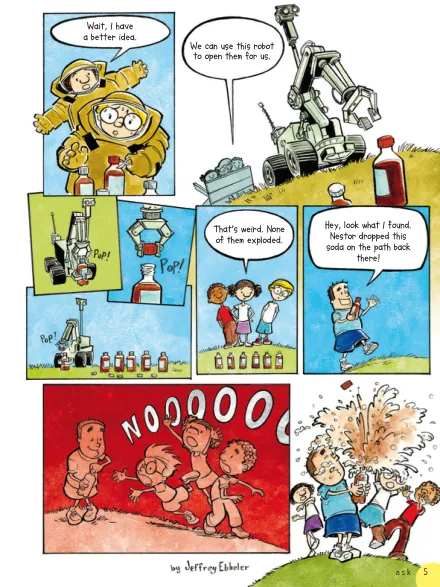 Wait, I have
a better idea.
We can use this robot
to open them for us.
POP!
POP!
POP!
That's weird. None
of them exploded.
Hey, look what I found.
Nestor dropped this
soda on the path back
there!
NOOOOOO
by Jeffrey Ebbeler
ask 5